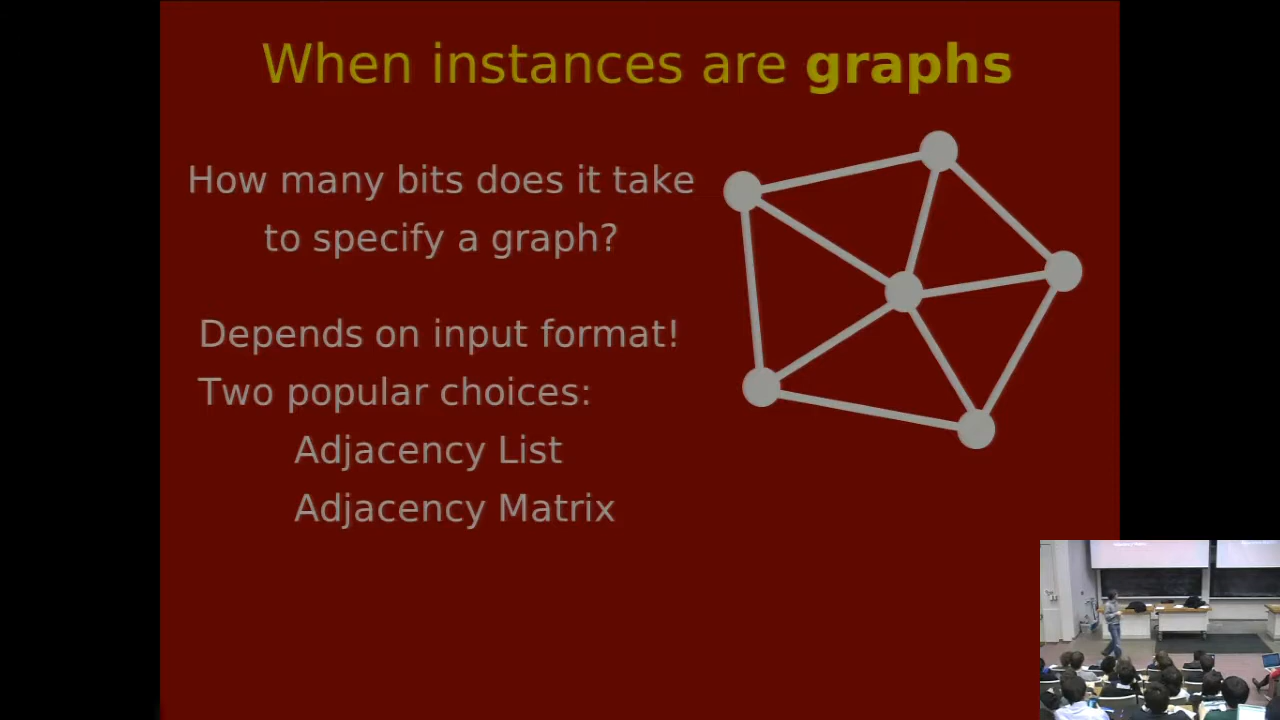 When instances are graphs
How many bits does it take
to specify a graph?
Depends on input format!
Two popular choices:
Adjacency List
Adjacency Matrix